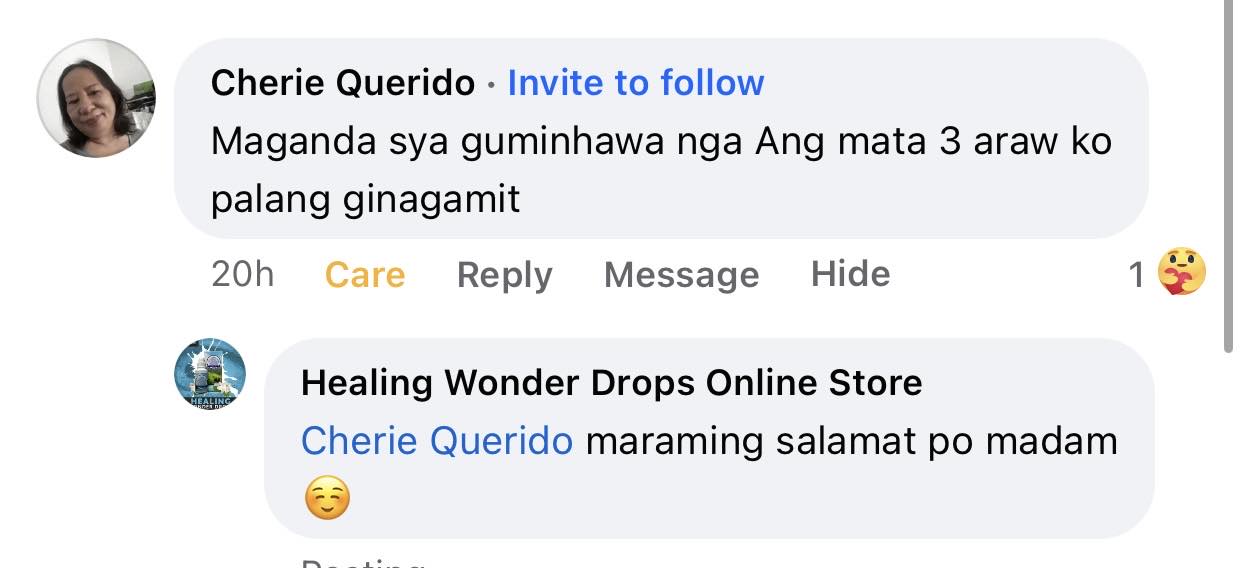 Cherie Querido · Invite to follow
Maganda sya guminhawa nga Ang mata 3 araw ko
palang ginagamit
20h Care Reply Message Hide 1
HEALING
Healing Wonder Drops Online Store
Cherie Querido maraming salamat po madam